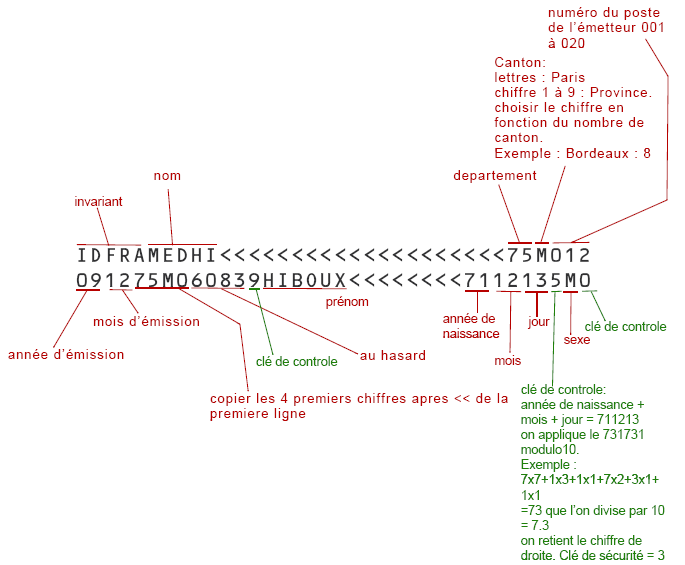 numéro du poste
de l'émetteur 001
à 020
Canton:
lettres : Paris
chiffre 1 à 9 : Province.
choisir le chiffre en
fonction du nombre de
canton.
Exemple : Bordeaux : 8
nom
departement
invariant
IDFRAMEDHI<<<<<<<<<<<<<<<<<<<<75M012
091275M060839HIBOUX<<<<<<<<7112135M0
prénom
mois d'émission
année d'émission
au hasard
clé de controle
copier les 4 premiers chiffres apres << de la
premiere ligne
année de
naissance
mois
jour
sexe
clé de controle
clé de controle:
année de naissance +
mois + jour = 711213
on applique le 731731
modulo10.
Exemple :
7x7+1x3+1x1+7x2+3x1+
1x1
=73 que l'on divise par 10
= 7.3
on retient le chiffre de
droite. Clé de sécurité = 3